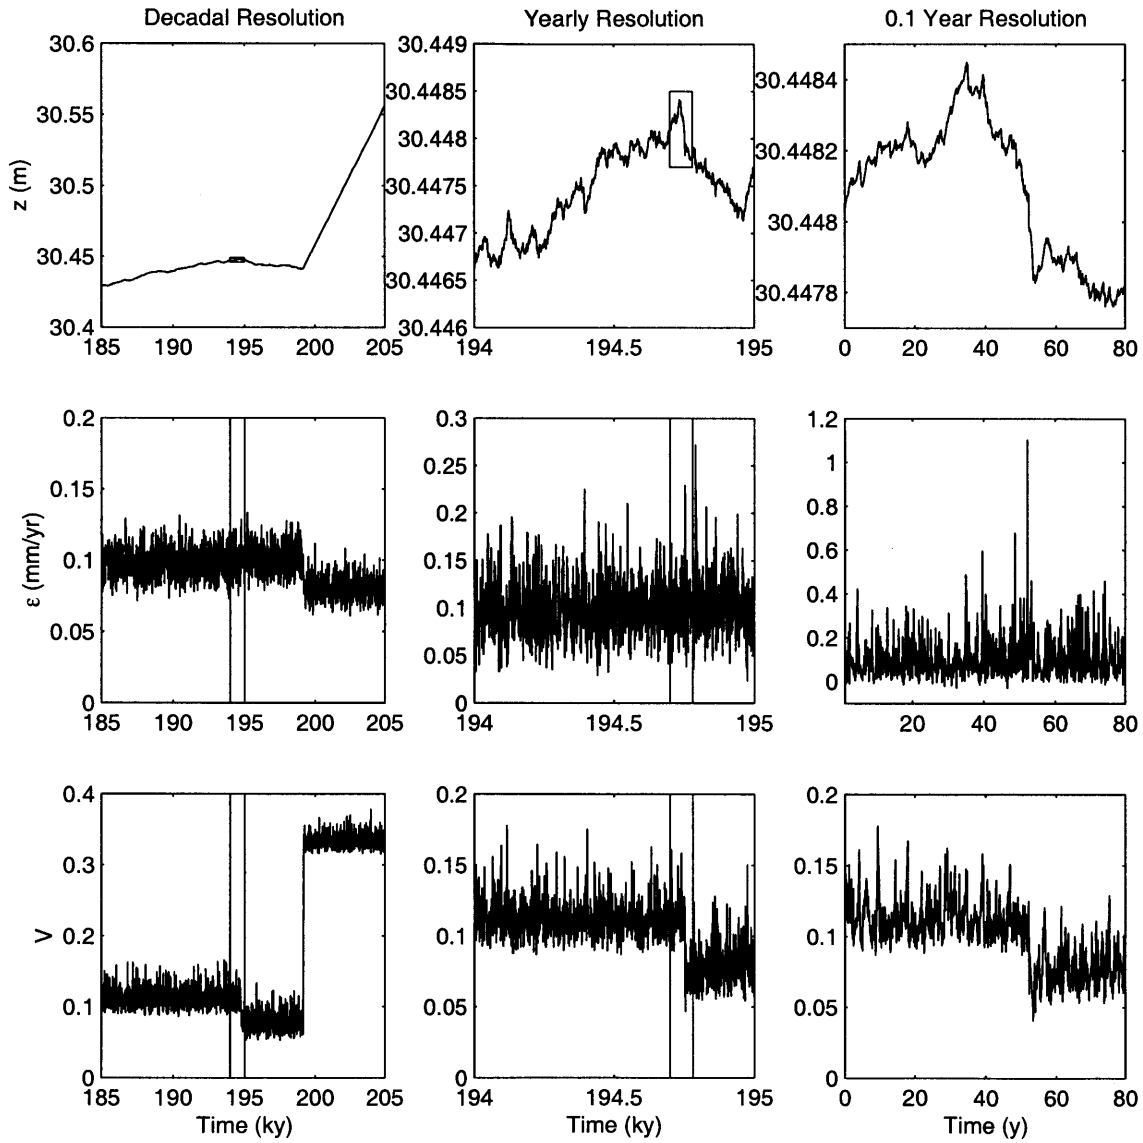 Decadal Resolution
Yearly Resolution
0.1 Year Resolution
z (m)
30.6
30.55
30.5
30.45
30.4
185 190 195 200 205
30.449
30.4485
30.448
30.4475
30.447
30.4465
30.446
194 194.5 195
30.4484
30.4482
30.448
30.4478
0 20 40 60 80
ε (mm/yr)
0.2
0.15
0.1
0.05
0
185 190 195 200 205
0.3
0.25
0.2
0.15
0.1
0.05
0
194 194.5 195
1.2
1
0.8
0.6
0.4
0.2
0
20 40 60 80
V
0.4
0.3
0.2
0.1
0
185 190 195 200 205
Time (ky)
0.2
0.15
0.1
0.05
0
194 194.5 195
Time (ky)
0.2
0.15
0.1
0.05
0
0 20 40 60 80
Time (y)